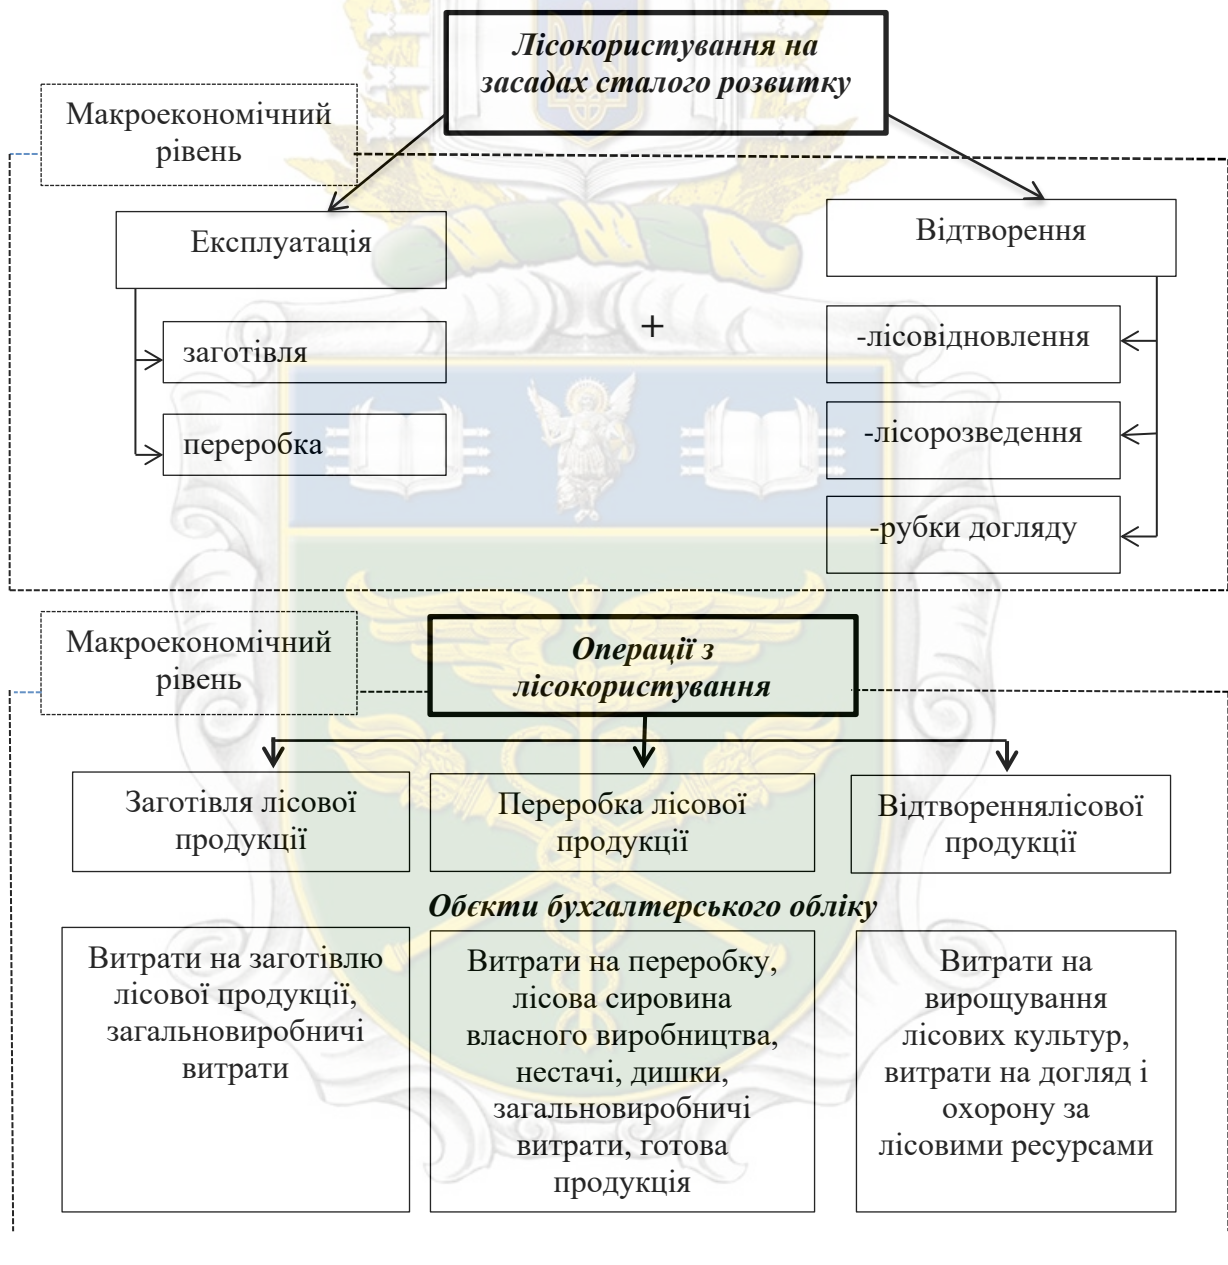 Лісокористування на
засадах сталого розвитку
Макроекономічний
рівень
Експлуатація
Відтворення
+
заготівля
переробка
-лісовідновлення
-лісорозведення
-рубки догляду
Макроекономічний
рівень
Операції з
лісокористування
Заготівля лісової
продукції
Переробка лісової
продукції
Відтвореннялісової
продукції
Обєкти бухгалтерського обліку
Витрати на заготівлю
лісової продукції,
загальновиробничі
витрати
Витрати на переробку,
лісова сировина
власного виробництва,
нестачі, дишки,
загальновиробничі
витрати, готова
продукція
Витрати на
вирощування
лісових культур,
витрати на догляд і
охорону за
лісовими ресурсами